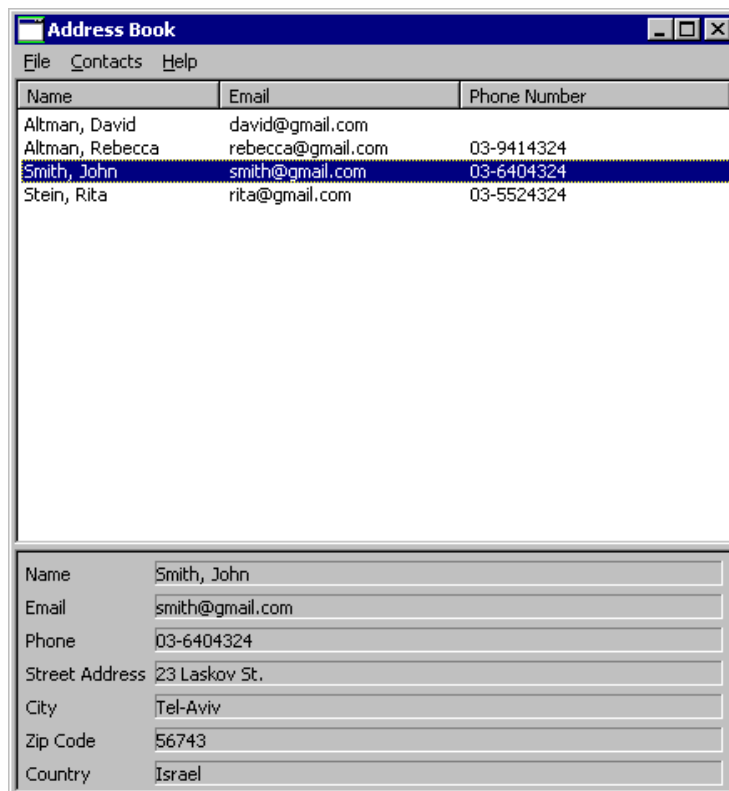 Address Book
File Contacts Help
Name Email Phone Number
Altman, David david@gmail.com
Altman, Rebecca rebecca@gmail.com 03-9414324
Smith, John smith@gmail.com 03-6404324
Stein, Rita rita@gmail.com 03-5524324
Name Smith, John
Email smith@gmail.com
Phone 03-6404324
Street Address 23 Laskov St.
City Tel-Aviv
Zip Code 56743
Country Israel